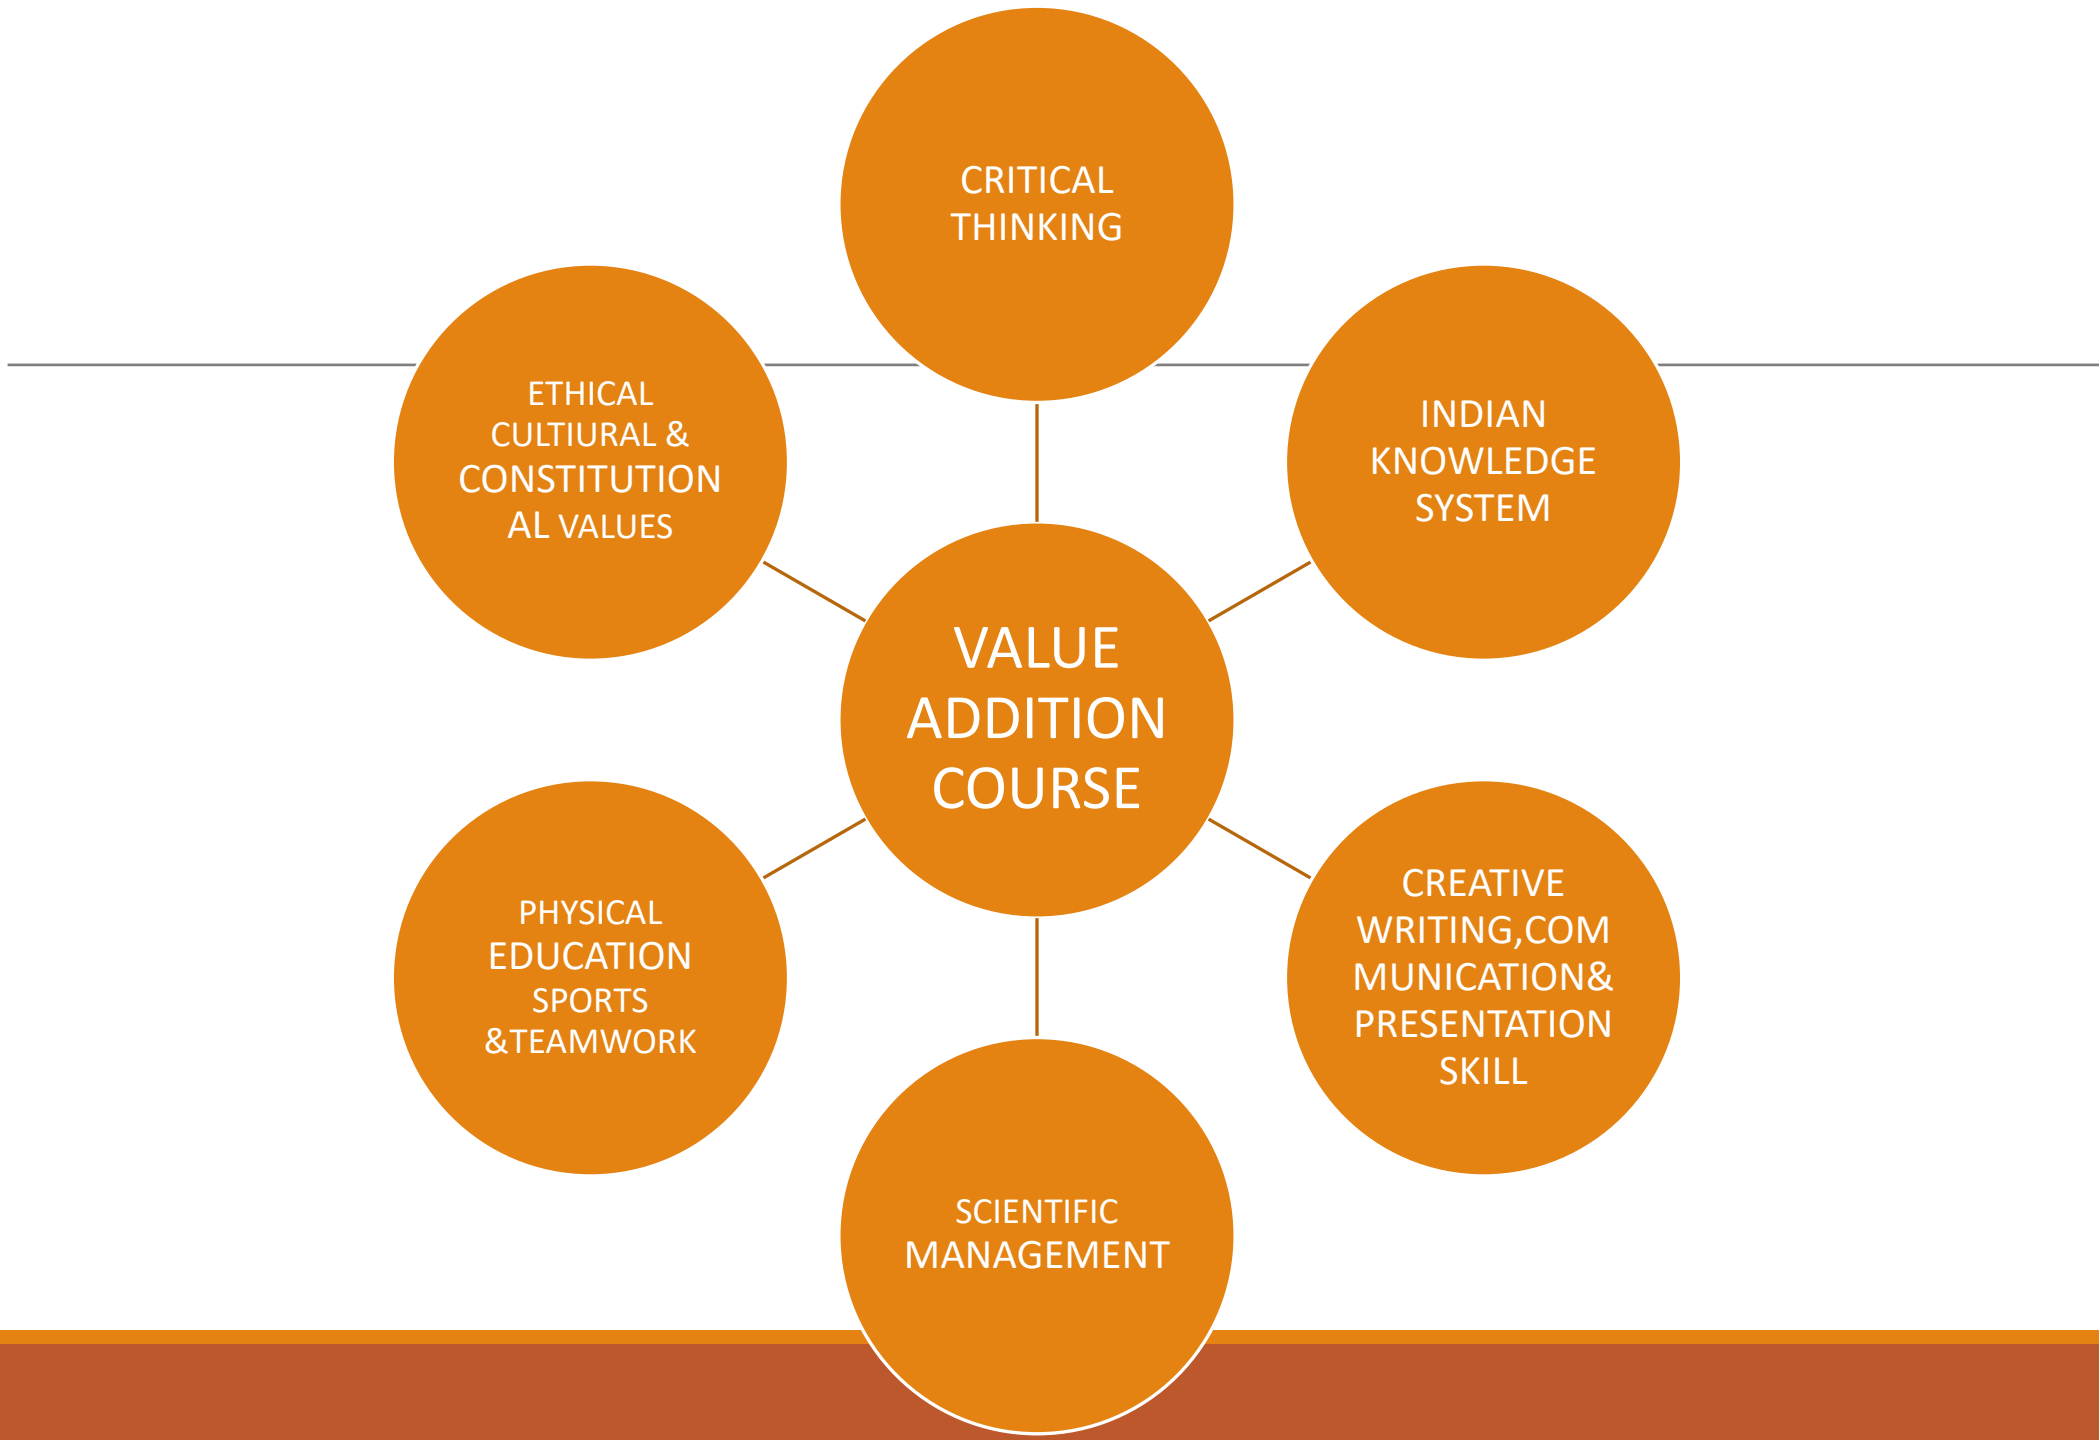 CRITICAL
THINKING
INDIAN
KNOWLEDGE
SYSTEM
CREATIVE
WRITING,COM
MUNICATION&
PRESENTATION
SKILL
SCIENTIFIC
MANAGEMENT
PHYSICAL
EDUCATION
SPORTS
&TEAMWORK
ETHICAL
CULTIURAL &
CONSTITUTION
AL VALUES
VALUE
ADDITION
COURSE